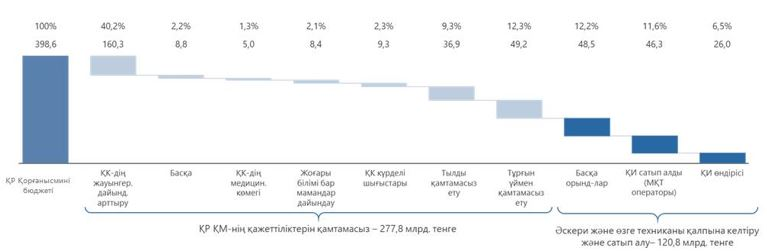 100% 40,2% 2,2% 1,3% 2,1% 2,3% 9,3% 12,3% 12,2% 11,6% 6,5%
398,6 160,3 8,8 5,0 8,4 9,3 36,9 49,2 48,5 46,3 26,0
ҚР Қорғанысмині
бюджеті
ҚК-дің
жауынгер.
дайынд.
арттыру
Басқа
ҚК-дің
медицин.
көмегі
Жоғары
білімі бар
мамандар
дайындау
ҚК күрделі
шығыстары
Тылды
қамтамасыз
ету
Тұрғын
үймен
қамтамасыз
ету
Басқа
орынд-лар
ҚИ сатып алды
(МҚТ
операторы)
ҚИ өндірісі
ҚР ҚМ-нің қажеттіліктерін қамтамасыз – 277,8 млрд. тенге
Әскери және өзге техниканы қалпына келтіру
және сатып алу– 120,8 млрд. тенге